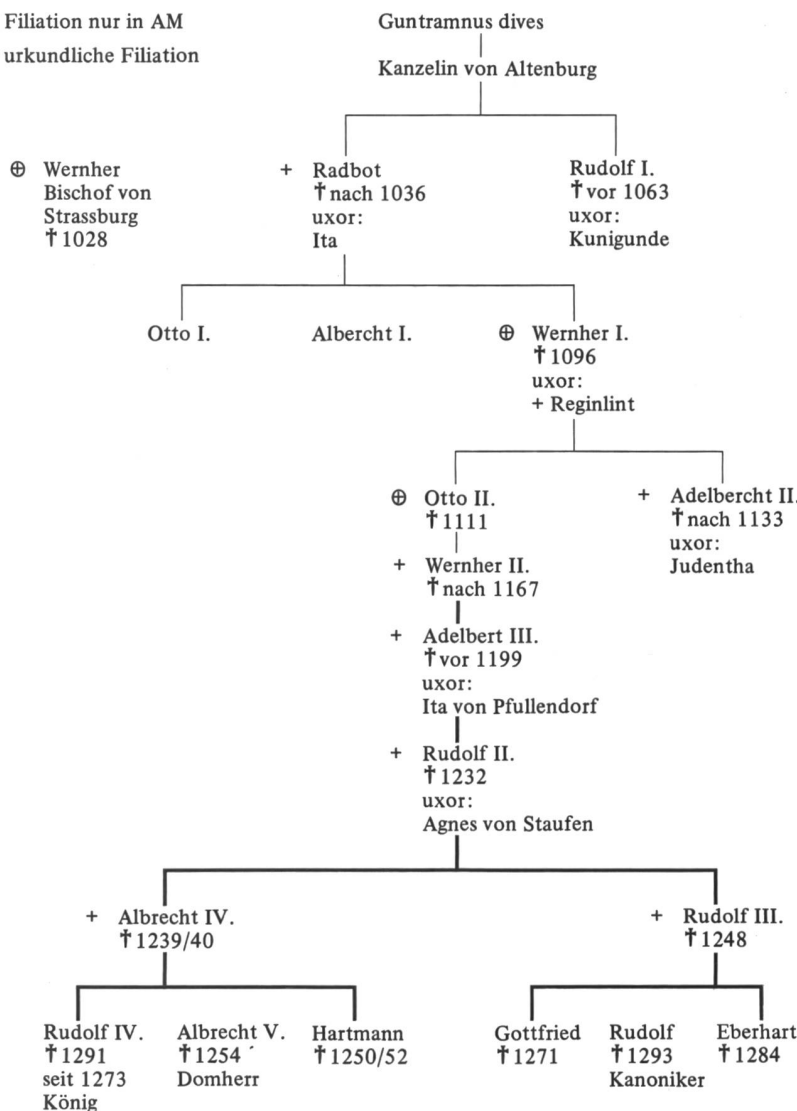 Filiation nur in AM
urkundliche Filiation
Guntramnus dives
Kanzelin von Altenburg
⊕ Wernher
Bischof von
Strassburg
† 1028
+ Radbot
† nach 1036
uxor:
Ita
Rudolf I.
† vor 1063
uxor:
Kunigunde
Otto I.
Albercht I.
⊕ Wernher I.
† 1096
uxor:
+ Reginlint
⊕ Otto II.
† 1111
+ Adelbercht II.
† nach 1133
uxor:
Judentha
+ Wernher II.
† nach 1167
+ Adelbert III.
† vor 1199
uxor:
Ita von Pfullendorf
+ Rudolf II.
† 1232
uxor:
Agnes von Staufen
+ Albrecht IV.
† 1239/40
+ Rudolf III.
† 1248
Rudolf IV.
† 1291
seit 1273
König
Albrecht V.
† 1254
Domherr
Hartmann
† 1250/52
Gottfried
† 1271
Rudolf
† 1293
Kanoniker
Eberhart
† 1284